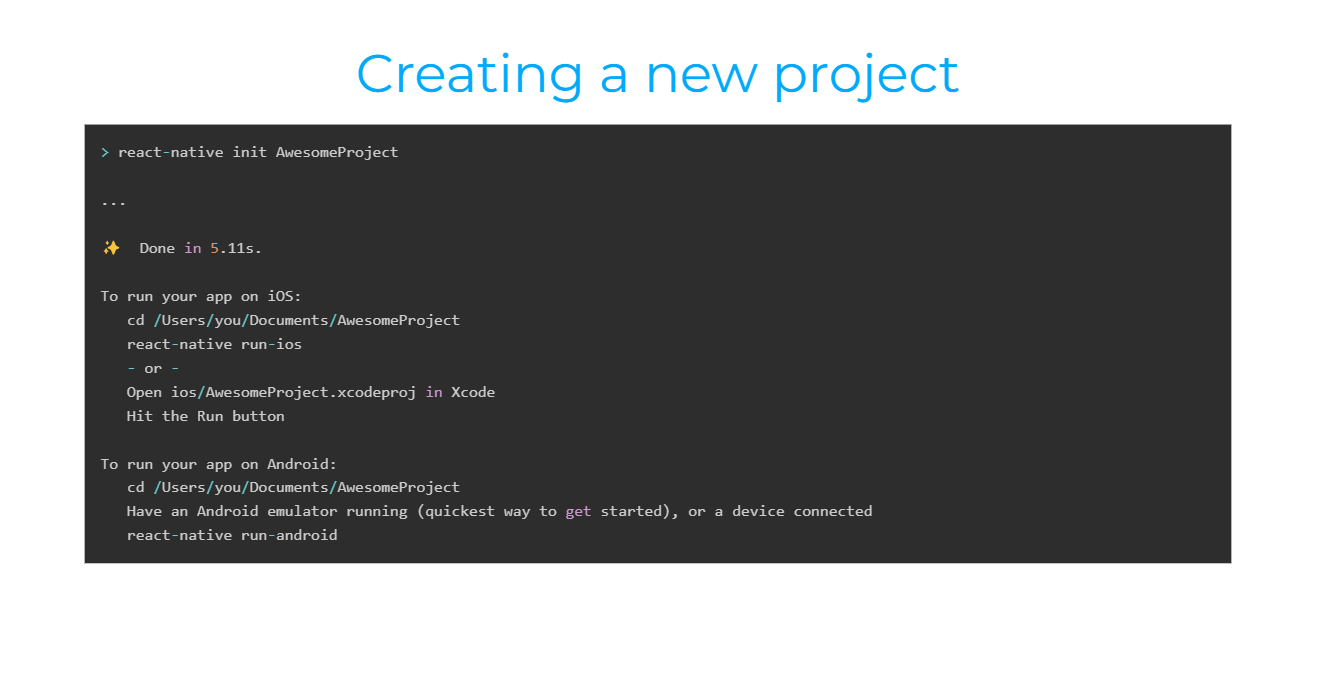 Creating a new project
> react-native init AwesomeProject
...
✨ Done in 5.11s.
To run your app on iOS:
cd /Users/you/Documents/AwesomeProject
react-native run-ios
- or -
Open ios/AwesomeProject.xcodeproj in Xcode
Hit the Run button
To run your app on Android:
cd /Users/you/Documents/AwesomeProject
Have an Android emulator running (quickest way to get started), or a device connected
react-native run-android